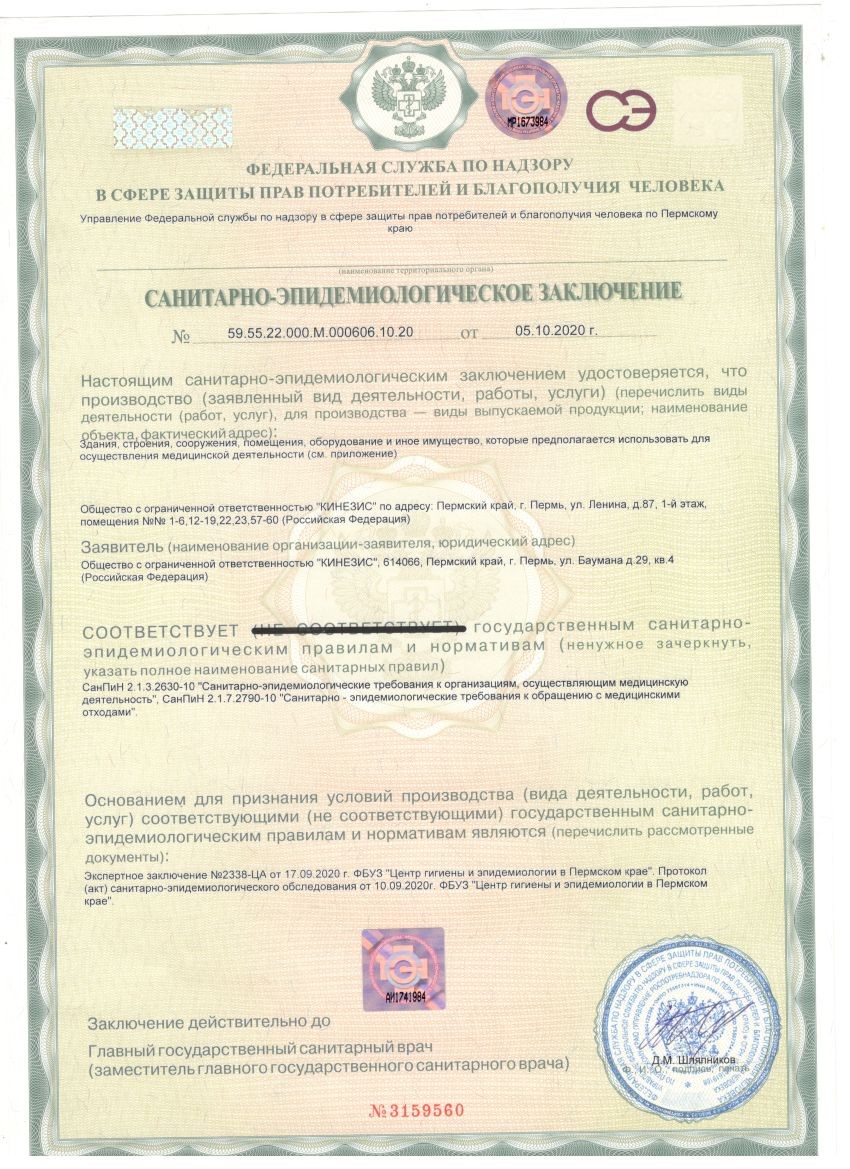 МР1673984
СЭ
ФЕДЕРАЛЬНАЯ СЛУЖБА ПО НАДЗОРУ
В СФЕРЕ ЗАЩИТЫ ПРАВ ПОТРЕБИТЕЛЕЙ И БЛАГОПОЛУЧИЯ ЧЕЛОВЕКА
Управление Федеральной службы по надзору в сфере защиты прав потребителей и благополучия человека по Пермскому
краю
(наименование территориального органа)
САНИТАРНО-ЭПИДЕМИОЛОГИЧЕСКОЕ ЗАКЛЮЧЕНИЕ
№ 59.55.22.000.М.000606.10.20 от 05.10.2020 г.
Настоящим санитарно-эпидемиологическим заключением удостоверяется, что
производство (заявленный вид деятельности, работы, услуги) (перечислить виды
деятельности (работ, услуг), для производства — виды выпускаемой продукции; наименование
объекта, фактический адрес):
Здания, строения, сооружения, помещения, оборудование и иное имущество, которые предполагается использовать для
осуществления медицинской деятельности (см. приложение)
Общество с ограниченной ответственностью "КИНЕЗИС" по адресу: Пермский край, г. Пермь, ул. Ленина, д.87, 1-й этаж,
помещения №№ 1-6,12-19,22,23,57-60 (Российская Федерация)
Заявитель (наименование организации-заявителя, юридический адрес)
Общество с ограниченной ответственностью "КИНЕЗИС", 614066, Пермский край, г. Пермь, ул. Баумана д.29, кв.4
(Российская Федерация)
СООТВЕТСТВУЕТ (НЕ СООТВЕТСТВУЕТ) государственным санитарно-
эпидемиологическим правилам и нормативам (ненужное зачеркнуть,
указать полное наименование санитарных правил)
СанПиН 2.1.3.2630-10 "Санитарно-эпидемиологические требования к организациям, осуществляющим медицинскую
деятельность", СанПиН 2.1.7.2790-10 "Санитарно - эпидемиологические требования к обращению с медицинскими
отходами".
Основанием для признания условий производства (вида деятельности, работ,
услуг) соответствующими (не соответствующими) государственным санитарно-
эпидемиологическим правилам и нормативам являются (перечислить рассмотренные
документы):
Экспертное заключение №2338-ЦА от 17.09.2020 г. ФБУЗ "Центр гигиены и эпидемиологии в Пермском крае". Протокол
(акт) санитарно-эпидемиологического обследования от 10.09.2020г. ФБУЗ "Центр гигиены и эпидемиологии в Пермском
крае".
АИ1741984
Заключение действительно до
Главный государственный санитарный врач
(заместитель главного государственного санитарного врача)
Д.М. Шляпников
Ф., И., О., подпись, печать
№3159560